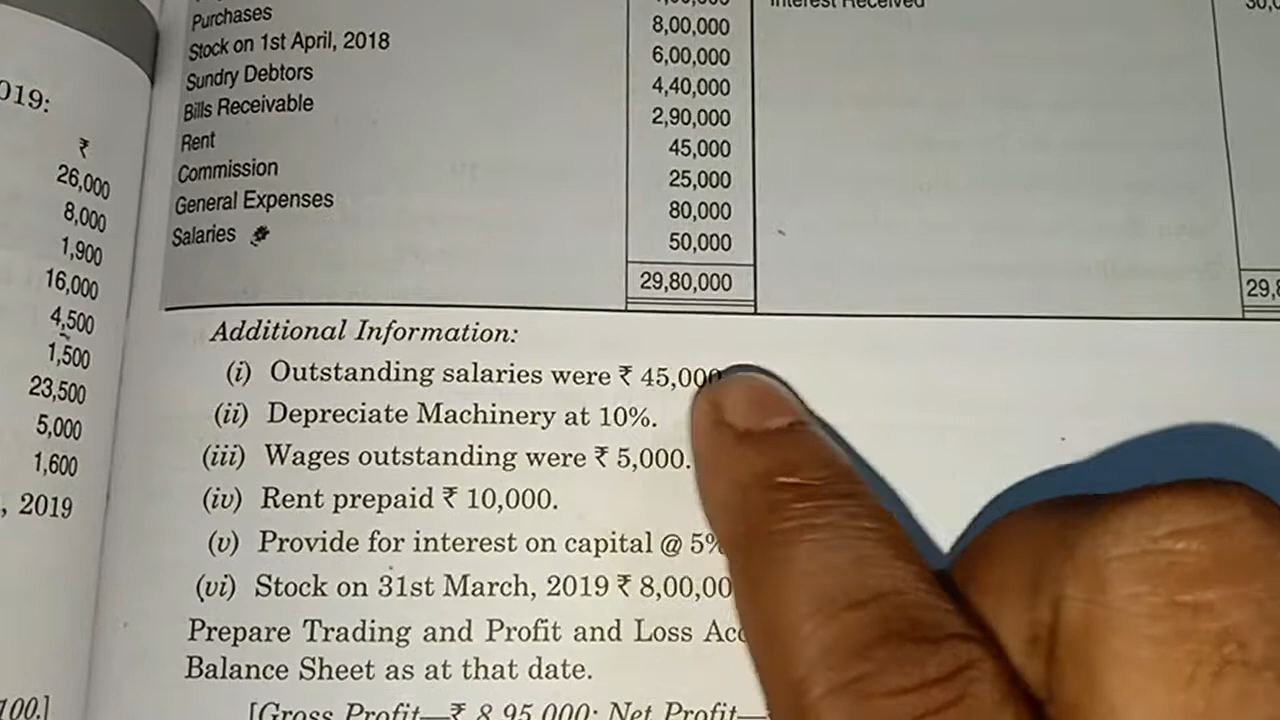 019:
₹
26,000
8,000
1,900
16,000
4,500
1,500
23,500
5,000
1,600
, 2019
100.]
Interest Received
Purchases 8,00,000
Stock on 1st April, 2018 6,00,000
Sundry Debtors 4,40,000
Bills Receivable 2,90,000
Rent 45,000
Commission 25,000
General Expenses 80,000
Salaries 50,000
29,80,000 29,8
Additional Information:
(i) Outstanding salaries were ₹ 45,000
(ii) Depreciate Machinery at 10%.
(iii) Wages outstanding were ₹ 5,000.
(iv) Rent prepaid ₹ 10,000.
(v) Provide for interest on capital @ 5%
(vi) Stock on 31st March, 2019 ₹ 8,00,00
Prepare Trading and Profit and Loss Acc
Balance Sheet as at that date.
[Gross Profit—₹ 8,95,000; Net Profit—